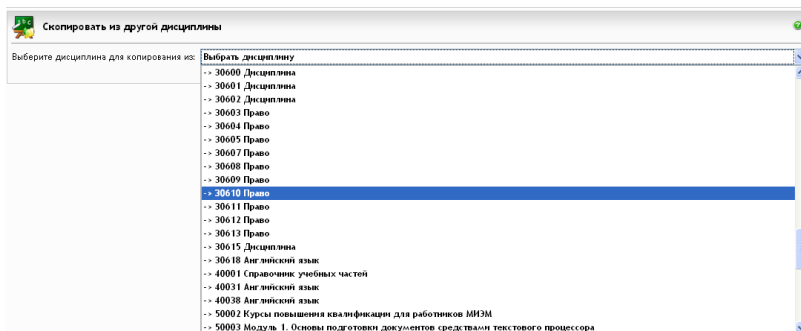 Скопировать из другой дисциплины
Выберите дисциплина для копирования из: Выбрать дисциплину
-> 30600 Дисциплина
-> 30601 Дисциплина
-> 30602 Дисциплина
-> 30603 Право
-> 30604 Право
-> 30605 Право
-> 30607 Право
-> 30608 Право
-> 30609 Право
-> 30610 Право
-> 30611 Право
-> 30612 Право
-> 30613 Право
-> 30615 Дисциплина
-> 30618 Английский язык
-> 40001 Справочник учебных частей
-> 40031 Английский язык
-> 40038 Английский язык
-> 50002 Курсы повышения квалификации для работников МИЭМ
-> 50003 Модуль 1. Основы подготовки документов средствами текстового процессора